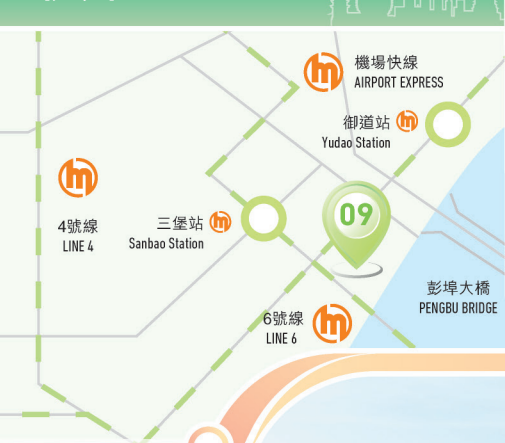 機場快線
AIRPORT EXPRESS
御道站
Yudao Station
4號線
LINE 4
三堡站
Sanbao Station
09
彭埠大橋
PENGBU BRIDGE
6號線
LINE 6